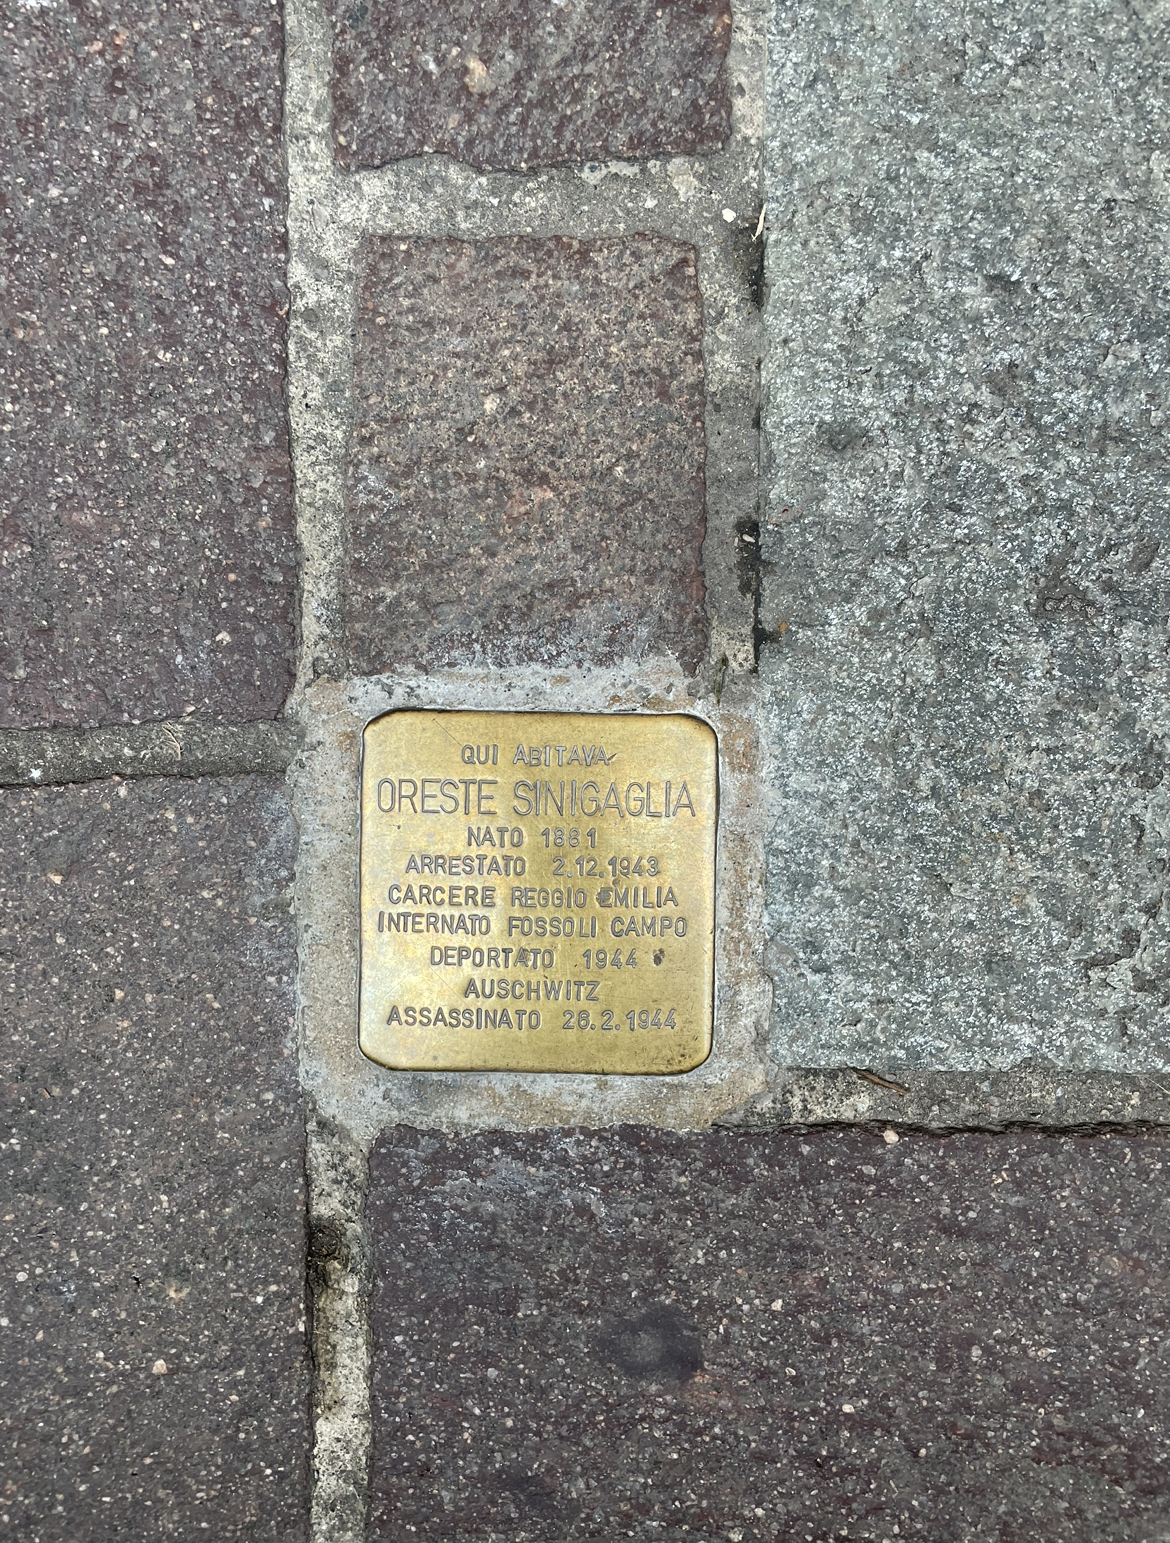 QUI ABITAVA
ORESTE SINIGAGLIA
NATO 1881
ARRESTATO 2.12.1943
CARCERE REGGIO EMILIA
INTERNATO FOSSOLI CAMPO
DEPORTATO 1944
AUSCHWITZ
ASSASSINATO 26.2.1944